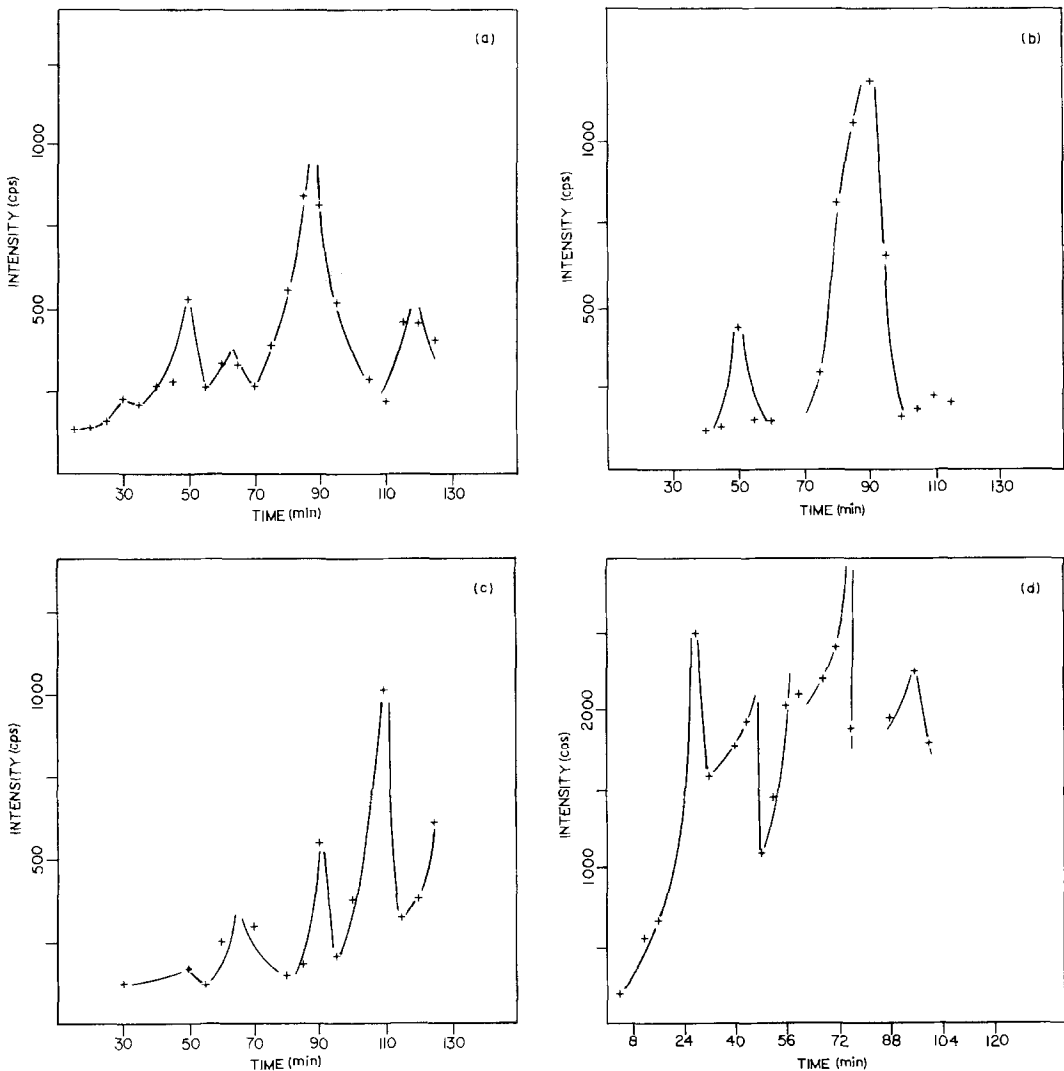 (a)
INTENSITY (cps)
1000
500
30 50 70 90 110 130
TIME (min)
(b)
INTENSITY (cps)
1000
500
30 50 70 90 110 130
TIME (min)
(c)
INTENSITY (cps)
1000
500
30 50 70 90 110 130
TIME (min)
(d)
INTENSITY (cps)
2000
1000
8 24 40 56 72 88 104 120
TIME (min)